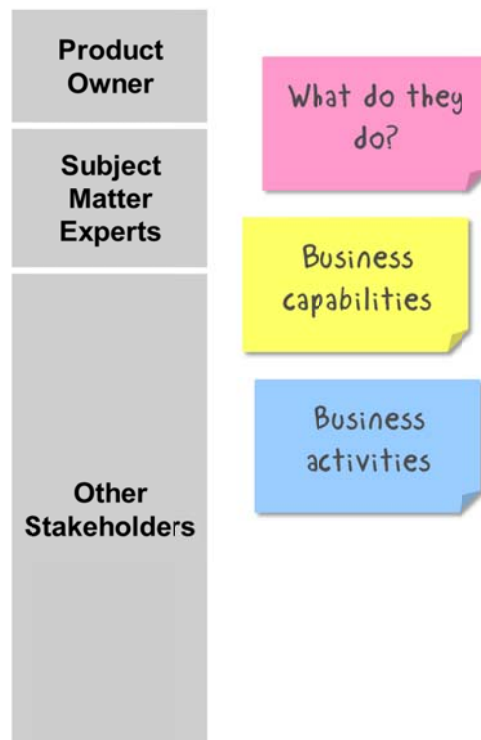 Product
Owner
Subject
Matter
Experts
Other
Stakeholders
What do they
do?
Business
capabilities
Business
activities